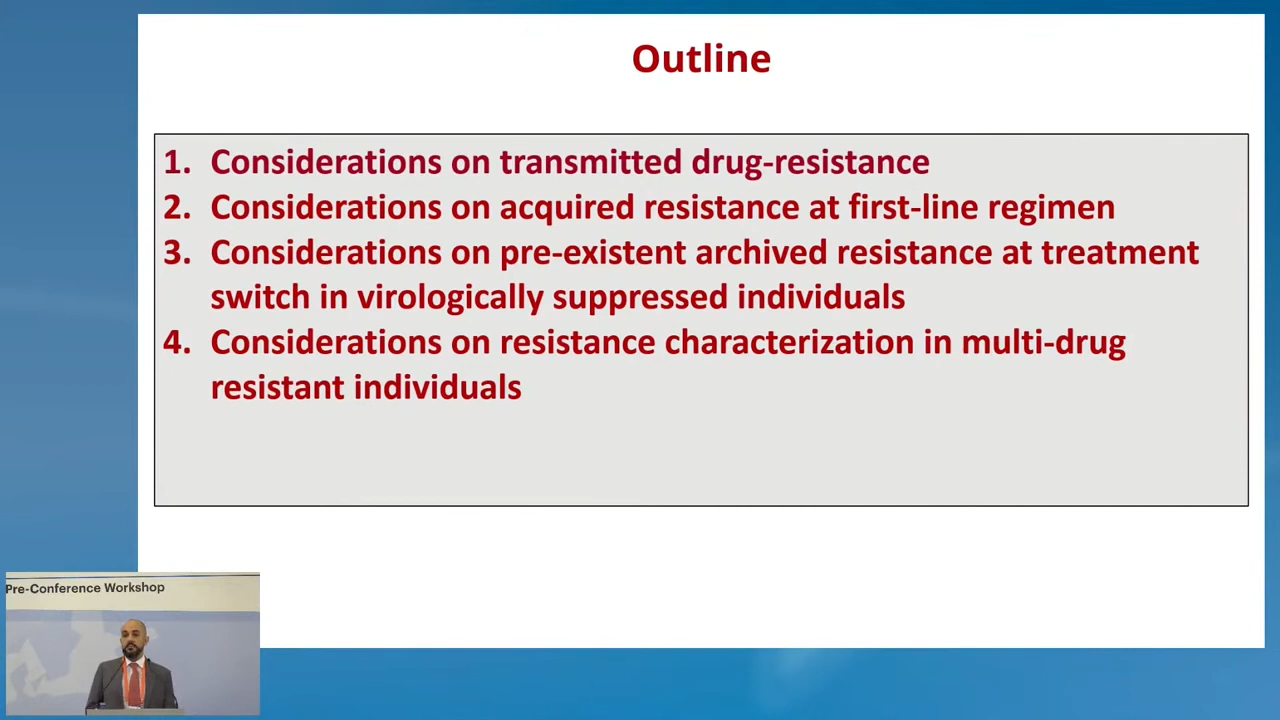 Outline
1. Considerations on transmitted drug-resistance
2. Considerations on acquired resistance at first-line regimen
3. Considerations on pre-existent archived resistance at treatment
switch in virologically suppressed individuals
4. Considerations on resistance characterization in multi-drug
resistant individuals
Pre-Conference Workshop